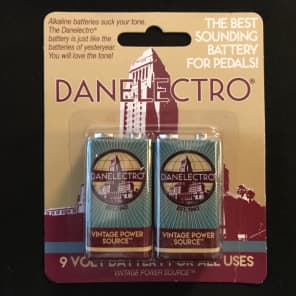 Alkaline batteries suck your tone.
The Danelectro®
battery is just like the
batteries of yesteryear.
You will love the tone!
THE BEST
SOUNDING
BATTERY
FOR PEDALS!
DANELECTRO®
DANELECTRO
VINTAGE POWER
SOURCE™
DANELECTRO
EST. 1947
VINTAGE POWER
SOURCE™
9 VOLT BATTERY FOR ALL USES
VINTAGE POWER SOURCE™